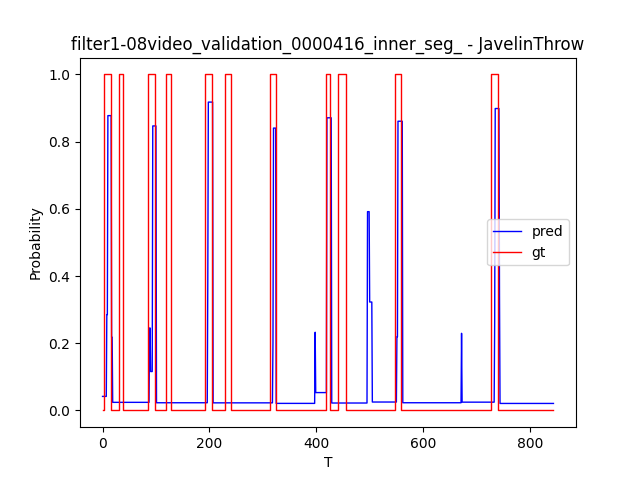 filter1-08video_validation_0000416_inner_seg_ - JavelinThrow
1.0
0.8
0.6
0.4
0.2
0.0
Probability
pred
gt
0
200
400
600
800
T